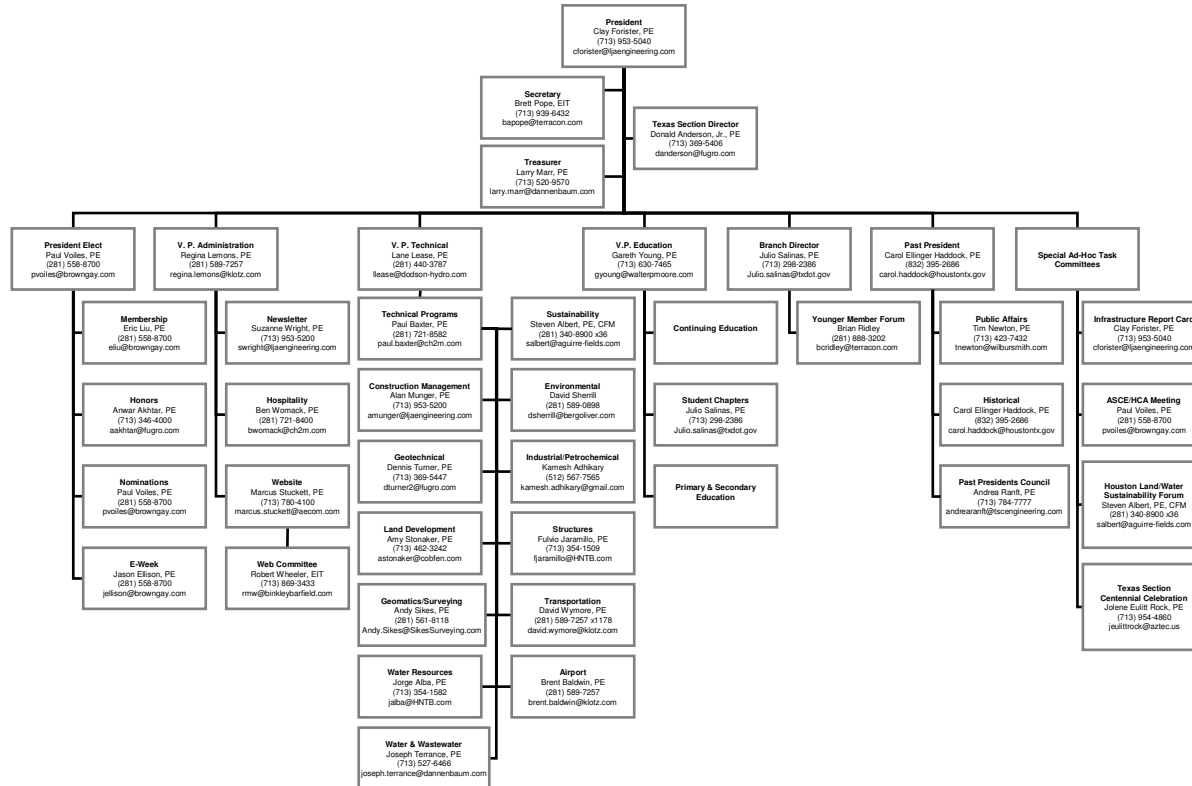 President
Clay Forister, PE
(713) 953-5040
cforister@ljaengineering.com
Secretary
Brett Pope, EIT
(713) 939-6432
bapope@terracon.com
Texas Section Director
Donald Anderson, Jr., PE
(713) 369-5406
danderson@fugro.com
Treasurer
Larry Marr, PE
(713) 520-9570
larry.marr@dannenbaum.com
President Elect
Paul Voiles, PE
(281) 558-8700
pvoiles@browngay.com
V. P. Administration
Regina Lemons, PE
(281) 589-7257
regina.lemons@klotz.com
V. P. Technical
Lane Lease, PE
(281) 440-3787
llease@dodson-hydro.com
V.P. Education
Gareth Young, PE
(713) 630-7465
gyoung@walterpmoore.com
Branch Director
Julio Salinas, PE
(713) 298-2386
Julio.salinas@txdot.gov
Past President
Carol Ellinger Haddock, PE
(832) 395-2686
carol.haddock@houstontx.gov
Special Ad-Hoc Task
Committees
Membership
Eric Liu, PE
(281) 558-8700
eliu@browngay.com
Honors
Anwar Akhtar, PE
(713) 346-4000
aakhtar@fugro.com
Nominations
Paul Voiles, PE
(281) 558-8700
pvoiles@browngay.com
E-Week
Jason Ellison, PE
(281) 558-8700
jellison@browngay.com
Newsletter
Suzanne Wright, PE
(713) 953-5200
swright@ljaengineering.com
Hospitality
Ben Womack, PE
(281) 721-8400
bwomack@ch2m.com
Website
Marcus Stuckett, PE
(713) 780-4100
marcus.stuckett@aecom.com
Web Committee
Robert Wheeler, EIT
(713) 869-3433
rmw@binkleybarfield.com
Technical Programs
Paul Baxter, PE
(281) 721-8582
paul.baxter@ch2m.com
Construction Management
Alan Munger, PE
(713) 953-5200
amunger@ljaengineering.com
Geotechnical
Dennis Turner, PE
(713) 369-5447
dturner2@fugro.com
Land Development
Amy Stonaker, PE
(713) 462-3242
astonaker@cobfen.com
Geomatics/Surveying
Andy Sikes, PE
(281) 561-8118
Andy.Sikes@SikesSurveying.com
Water Resources
Jorge Alba, PE
(713) 354-1582
jalba@HNTB.com
Water & Wastewater
Joseph Terrance, PE
(713) 527-6466
joseph.terrance@dannenbaum.com
Sustainability
Steven Albert, PE, CFM
(281) 340-8900 x36
salbert@aguirre-fields.com
Environmental
David Sherrill
(281) 589-0898
dsherrill@bergoliver.com
Industrial/Petrochemical
Kamesh Adhikary
(512) 567-7565
kamesh.adhikary@gmail.com
Structures
Fulvio Jaramillo, PE
(713) 354-1509
fjaramillo@HNTB.com
Transportation
David Wymore, PE
(281) 589-7257 x1178
david.wymore@klotz.com
Airport
Brent Baldwin, PE
(281) 589-7257
brent.baldwin@klotz.com
Continuing Education
Student Chapters
Julio Salinas, PE
(713) 298-2386
Julio.salinas@txdot.gov
Primary & Secondary
Education
Younger Member Forum
Brian Ridley
(281) 888-3202
bcridley@terracon.com
Public Affairs
Tim Newton, PE
(713) 423-7432
tnewton@wilbursmith.com
Historical
Carol Ellinger Haddock, PE
(832) 395-2686
carol.haddock@houstontx.gov
Past Presidents Council
Andrea Ranft, PE
(713) 784-7777
andrearanft@tscengineering.com
Infrastructure Report Card
Clay Forister, PE
(713) 953-5040
cforister@ljaengineering.com
ASCE/HCA Meeting
Paul Voiles, PE
(281) 558-8700
pvoiles@browngay.com
Houston Land/Water
Sustainability Forum
Steven Albert, PE, CFM
(281) 340-8900 x36
salbert@aguirre-fields.com
Texas Section
Centennial Celebration
Jolene Eulitt Rock, PE
(713) 954-4860
jeulittrock@aztec.us